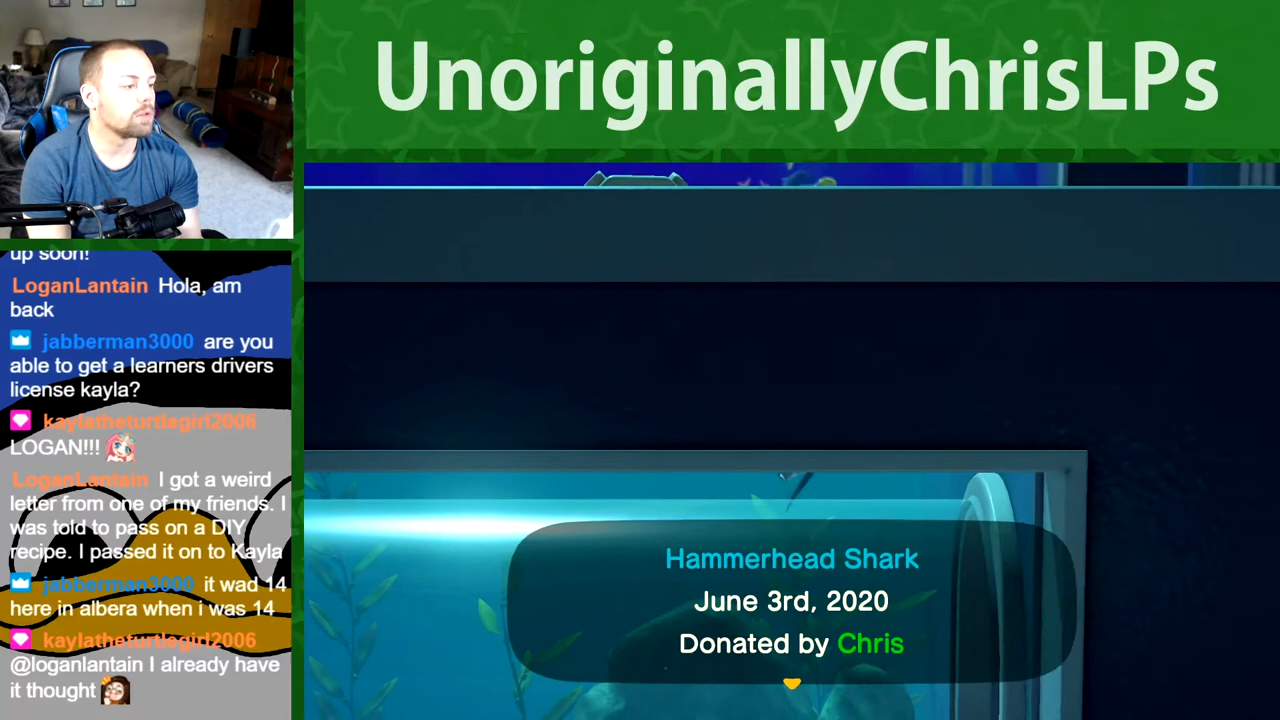 UnoriginallyChrisLPs
up soon!
LoganLantain Hola, am
back
jabberman3000 are you
able to get a learners drivers
license kayla?
kaylatheturtlegirl2006
LOGAN!!!
LoganLantain I got a weird
letter from one of my friends. I
was told to pass on a DIY
recipe. I passed it on to Kayla
jabberman3000 it wad 14
here in albera when i was 14
kaylatheturtlegirl2006
@loganlantain I already have
it thought
Hammerhead Shark
June 3rd, 2020
Donated by Chris